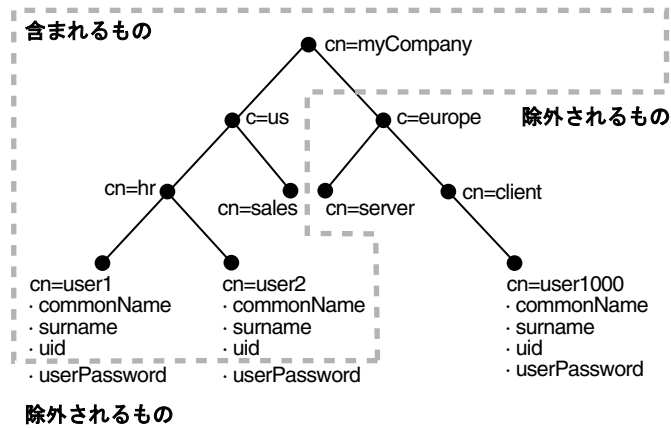 含まれるもの
cn=myCompany
c=us
c=europe
除外されるもの
cn=hr
cn=sales
cn=server
cn=client
cn=user1
· commonName
· surname
· uid
· userPassword
cn=user2
· commonName
· surname
· uid
· userPassword
cn=user1000
· commonName
· surname
· uid
· userPassword
除外されるもの